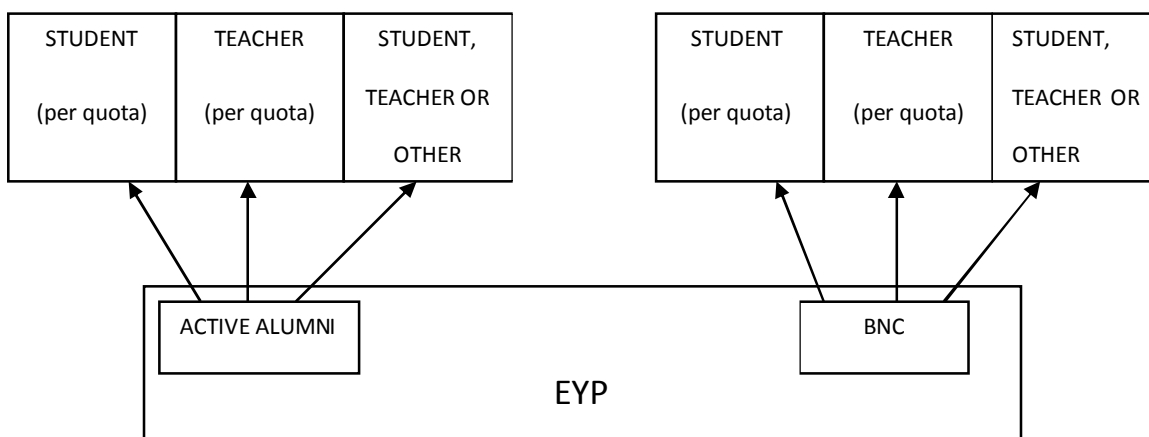 STUDENT
(per quota)
TEACHER
(per quota)
STUDENT,
TEACHER OR
OTHER
STUDENT
(per quota)
TEACHER
(per quota)
STUDENT,
TEACHER OR
OTHER
ACTIVE ALUMNI
BNC
EYP